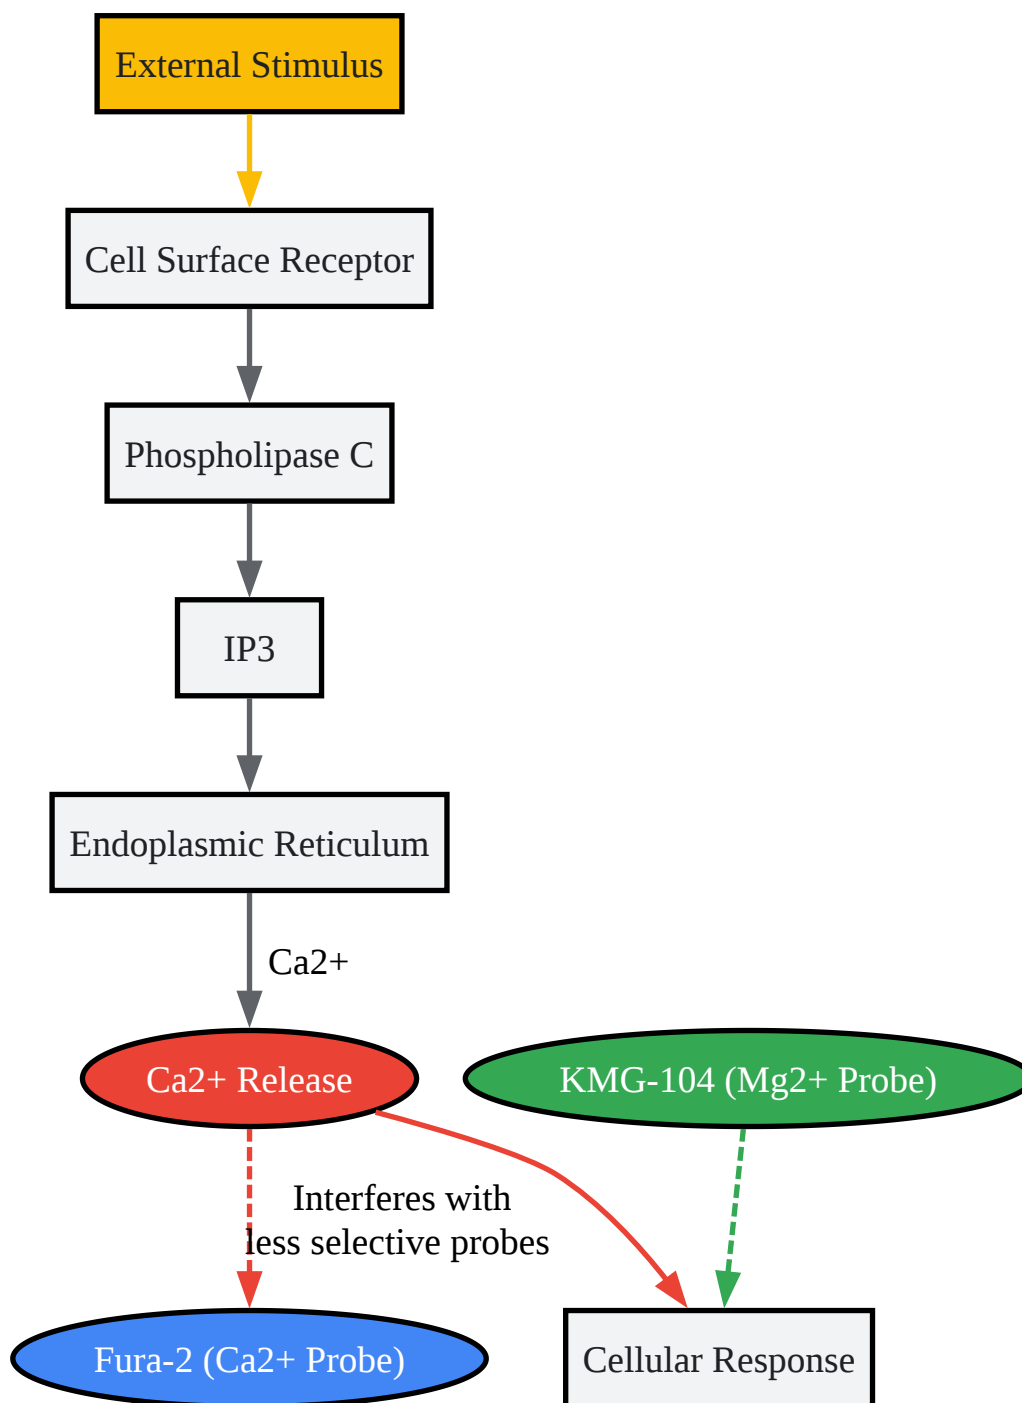 External Stimulus
Cell Surface Receptor
Phospholipase C
IP3
Endoplasmic Reticulum
Ca2+
Ca2+ Release
KMG-104 (Mg2+ Probe)
Interferes with
less selective probes
Fura-2 (Ca2+ Probe)
Cellular Response